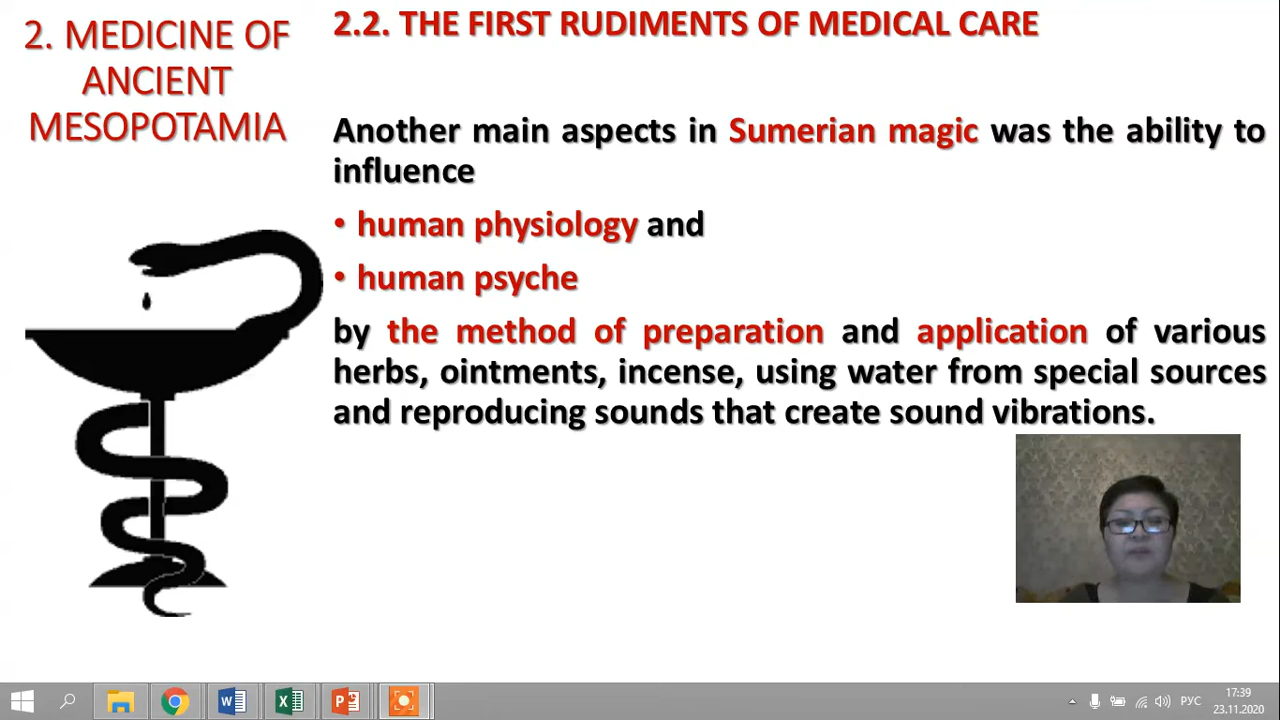 2. MEDICINE OF
ANCIENT
MESOPOTAMIA
2.2. THE FIRST RUDIMENTS OF MEDICAL CARE
Another main aspects in Sumerian magic was the ability to
influence
• human physiology and
• human psyche
by the method of preparation and application of various
herbs, ointments, incense, using water from special sources
and reproducing sounds that create sound vibrations.
РУС
17:39
23.11.2020